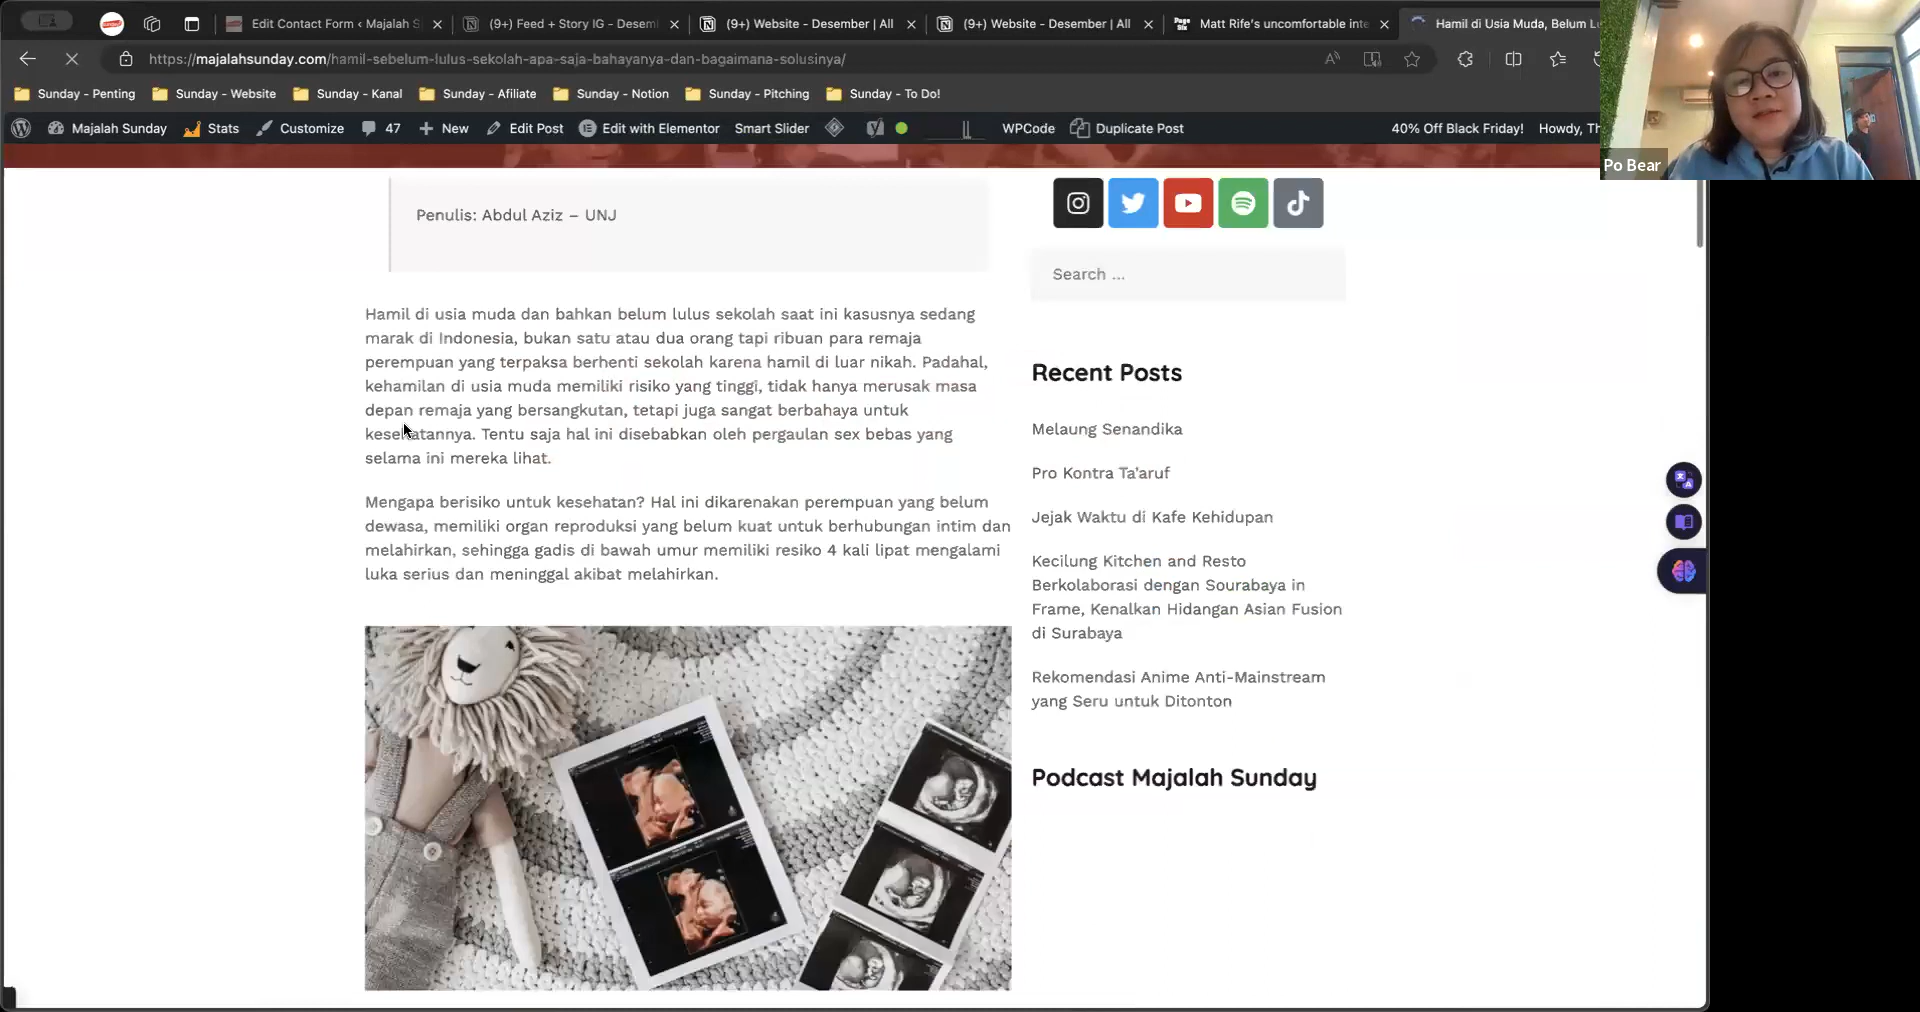 Edit Contact Form ‹ Majalah S
(9+) Feed + Story IG - Desem
(9+) Website - Desember | All
(9+) Website - Desember | All
Page Six
Matt Rife's uncomfortable inte
Hamil di Usia Muda, Belum Lu
https://majalahsunday.com/hamil-sebelum-lulus-sekolah-apa-saja-bahayanya-dan-bagaimana-solusinya/
Sunday - Penting
Sunday - Website
Sunday - Kanal
Sunday - Afiliate
Sunday - Notion
Sunday - Pitching
Sunday - To Do!
Majalah Sunday
Stats
Customize
47
New
Edit Post
Edit with Elementor
Smart Slider
WPCode
Duplicate Post
40% Off Black Friday!
Howdy, Th
Po Bear
Penulis: Abdul Aziz – UNJ
Hamil di usia muda dan bahkan belum lulus sekolah saat ini kasusnya sedang
marak di Indonesia, bukan satu atau dua orang tapi ribuan para remaja
perempuan yang terpaksa berhenti sekolah karena hamil di luar nikah. Padahal,
kehamilan di usia muda memiliki risiko yang tinggi, tidak hanya merusak masa
depan remaja yang bersangkutan, tetapi juga sangat berbahaya untuk
kesehatannya. Tentu saja hal ini disebabkan oleh pergaulan sex bebas yang
selama ini mereka lihat.
Mengapa berisiko untuk kesehatan? Hal ini dikarenakan perempuan yang belum
dewasa, memiliki organ reproduksi yang belum kuat untuk berhubungan intim dan
melahirkan, sehingga gadis di bawah umur memiliki resiko 4 kali lipat mengalami
luka serius dan meninggal akibat melahirkan.
Search ...
Recent Posts
Melaung Senandika
Pro Kontra Ta'aruf
Jejak Waktu di Kafe Kehidupan
Kecilung Kitchen and Resto
Berkolaborasi dengan Sourabaya in
Frame, Kenalkan Hidangan Asian Fusion
di Surabaya
Rekomendasi Anime Anti-Mainstream
yang Seru untuk Ditonton
Podcast Majalah Sunday